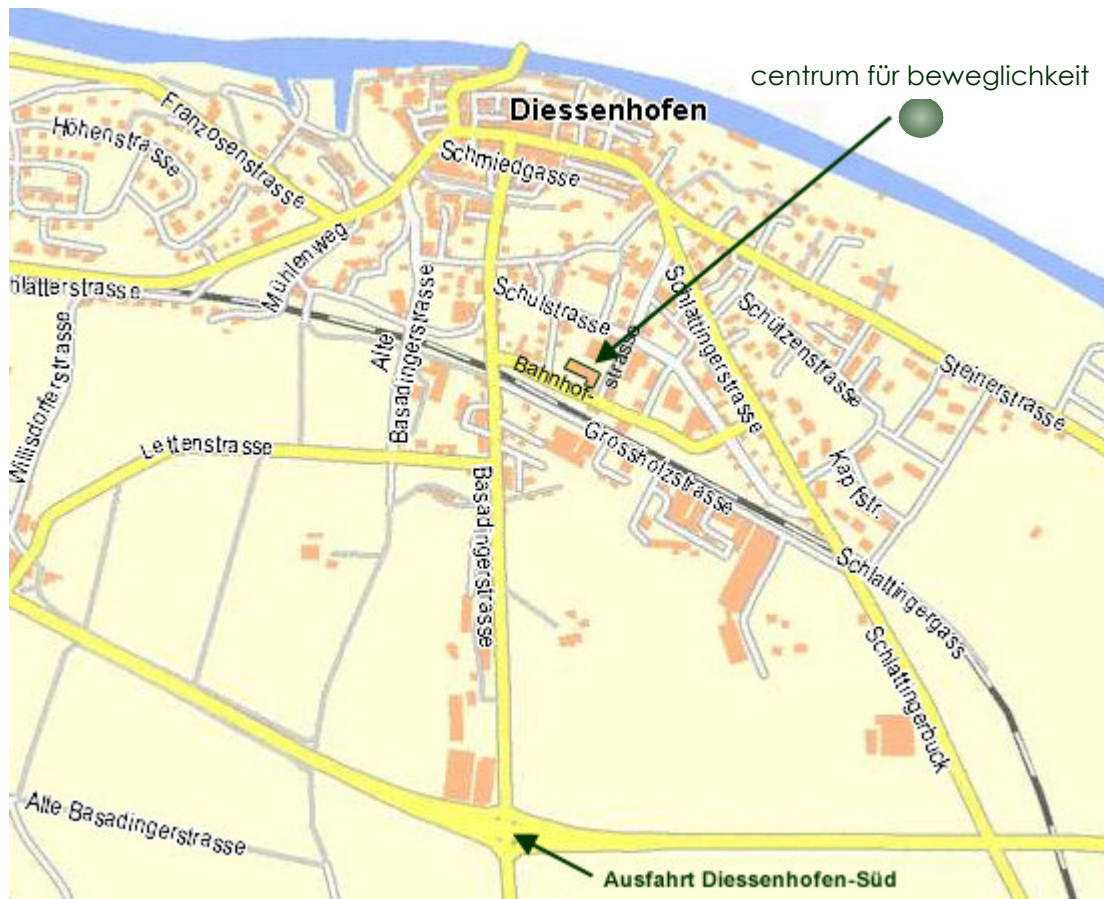 centrum für beweglichkeit
Diessenhofen
Französenstrasse
Höhenstrasse
Schmiedgasse
Mühlenweg
hlatterstrasse
Schulstrasse
Schlattingerstrasse
Schützenstrasse
Steinerstrasse
Alte
Basadingerstrasse
Willisdorferstrasse
Bahnhof-
strasse
Grossholzstrasse
Lettenstrasse
Kapfstr.
Basadingerstrasse
Schlattingergass
Schlattingerbuck
Alte Basadingerstrasse
Ausfahrt Diessenhofen-Süd